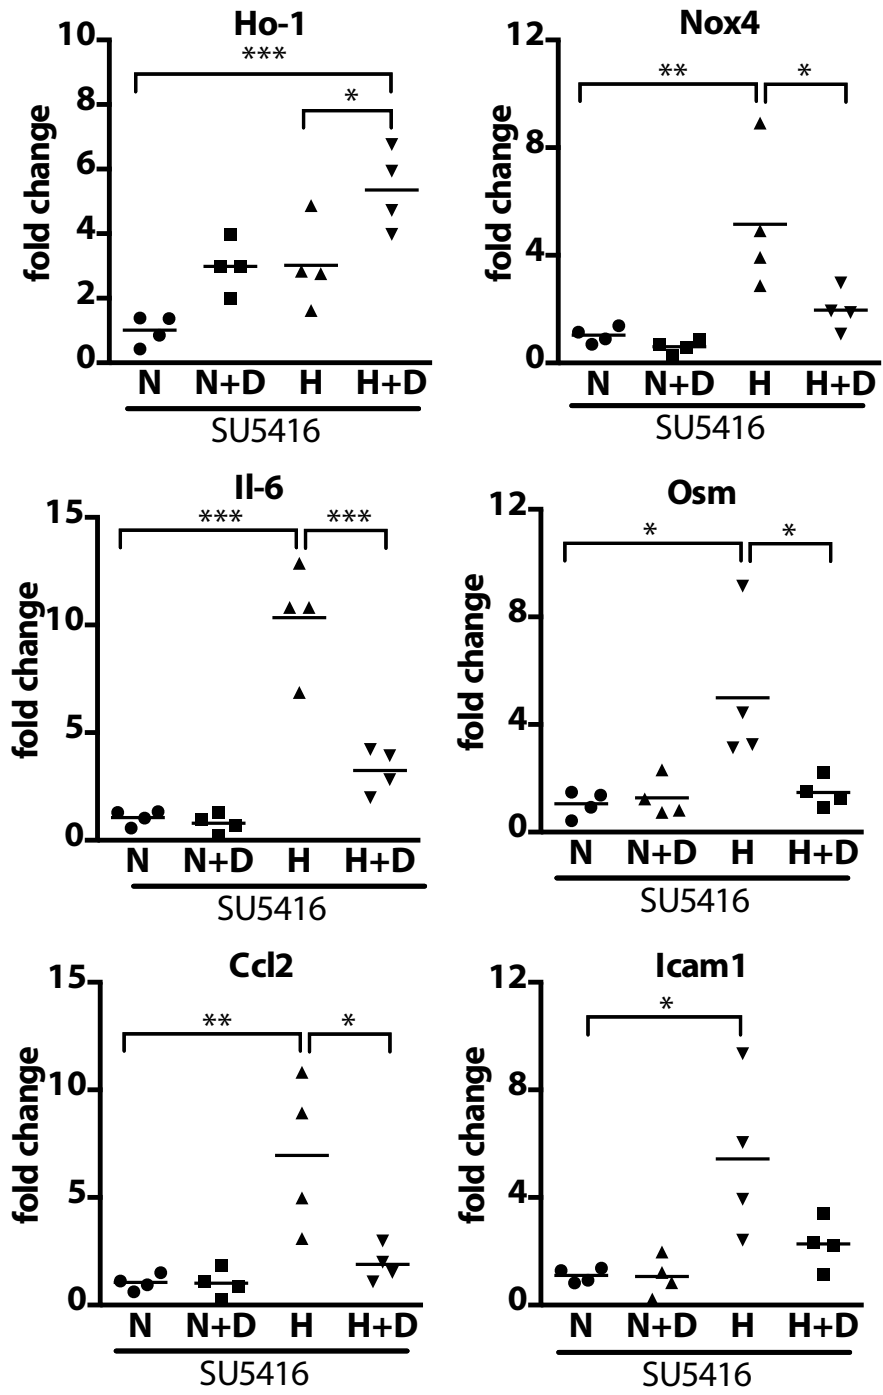 Ho-1
10
8
6
4
2
0
fold change
***
*
N N+D H H+D
SU5416
Nox4
12
8
4
0
fold change
** *
N N+D H H+D
SU5416
Il-6
15
10
5
0
fold change
*** ***
N N+D H H+D
SU5416
Osm
12
8
4
0
fold change
* *
N N+D H H+D
SU5416
Ccl2
15
10
5
0
fold change
** *
N N+D H H+D
SU5416
Icam1
12
8
4
0
fold change
*
N N+D H H+D
SU5416